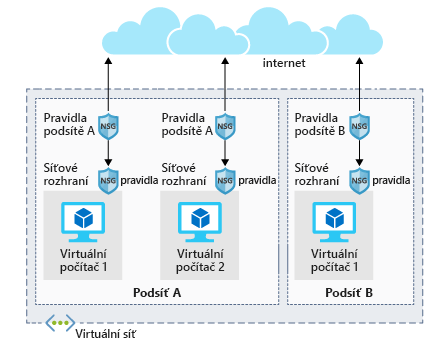 internet
Pravidla
podsítě A
NSG
Pravidla
podsítě A
NSG
Pravidla
podsítě B
NSG
Síťové
rozhraní
NSG
pravidla
Síťové
rozhraní
NSG
pravidla
Síťové
rozhraní
NSG
pravidla
Virtuální
počítač 1
Virtuální
počítač 2
Virtuální
počítač 1
Podsíť A
Podsíť B
Virtuální síť